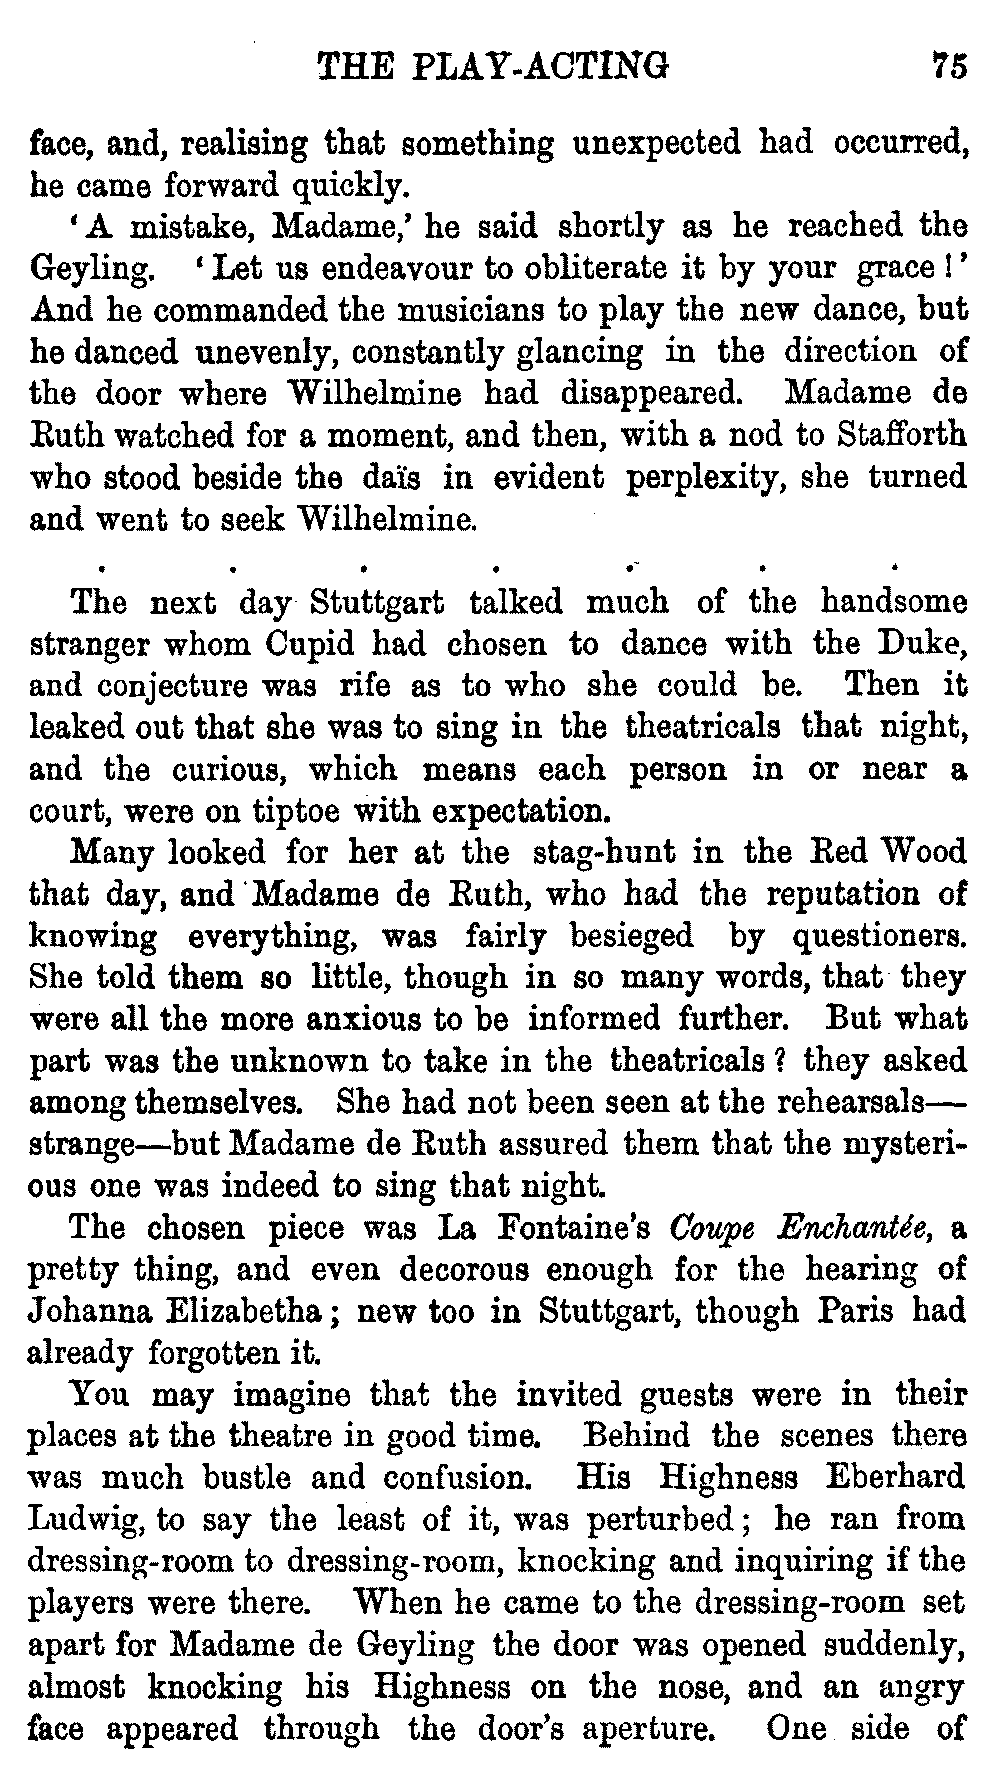 THE PLAY-ACTING 75
face, and, realising that something unexpected had occurred,
he came forward quickly.
‘A mistake, Madame,’ he said shortly as he reached the
Geyling. ‘Let us endeavour to obliterate it by your grace!’
And he commanded the musicians to play the new dance, but
he danced unevenly, constantly glancing in the direction of
the door where Wilhelmine had disappeared. Madame de
Ruth watched for a moment, and then, with a nod to Stafforth
who stood beside the daïs in evident perplexity, she turned
and went to seek Wilhelmine.
. . . . . . .
The next day Stuttgart talked much of the handsome
stranger whom Cupid had chosen to dance with the Duke,
and conjecture was rife as to who she could be. Then it
leaked out that she was to sing in the theatricals that night,
and the curious, which means each person in or near a
court, were on tiptoe with expectation.
Many looked for her at the stag-hunt in the Red Wood
that day, and Madame de Ruth, who had the reputation of
knowing everything, was fairly besieged by questioners.
She told them so little, though in so many words, that they
were all the more anxious to be informed further. But what
part was the unknown to take in the theatricals? they asked
among themselves. She had not been seen at the rehearsals—
strange—but Madame de Ruth assured them that the mysteri-
ous one was indeed to sing that night.
The chosen piece was La Fontaine’s Coupe Enchantée, a
pretty thing, and even decorous enough for the hearing of
Johanna Elizabetha; new too in Stuttgart, though Paris had
already forgotten it.
You may imagine that the invited guests were in their
places at the theatre in good time. Behind the scenes there
was much bustle and confusion. His Highness Eberhard
Ludwig, to say the least of it, was perturbed; he ran from
dressing-room to dressing-room, knocking and inquiring if the
players were there. When he came to the dressing-room set
apart for Madame de Geyling the door was opened suddenly,
almost knocking his Highness on the nose, and an angry
face appeared through the door’s aperture. One side of